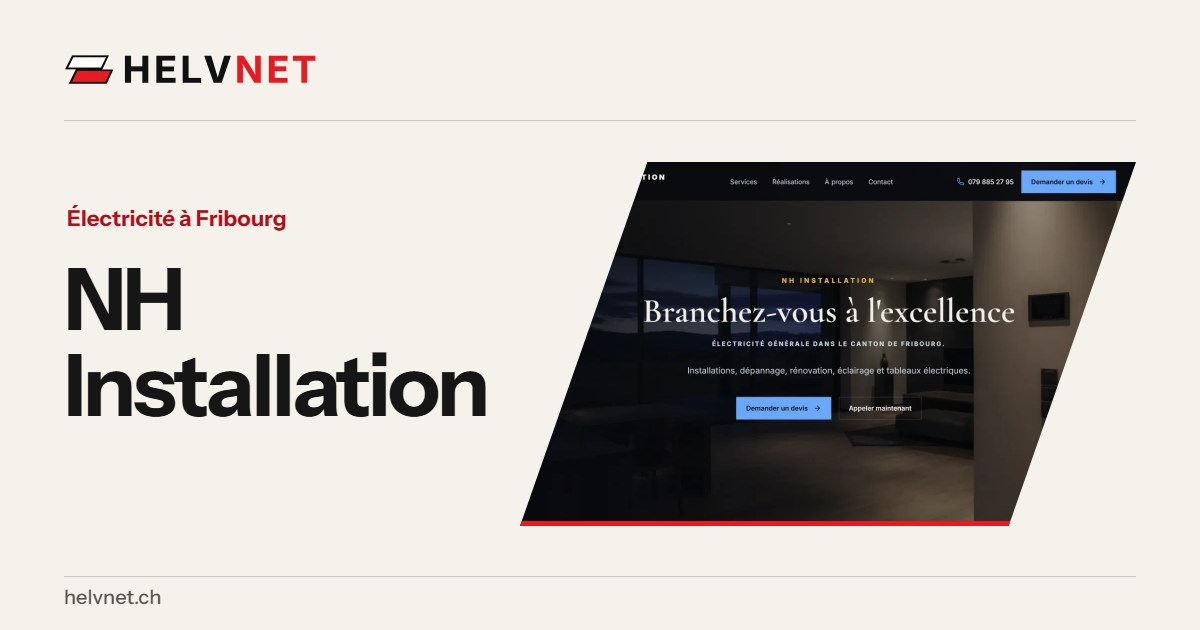 HELVNET
Électricité à Fribourg
NH
Installation
TION
Services Réalisations À propos Contact 079 885 27 95 Demander un devis →
NH INSTALLATION
Branchez-vous à l'excellence
ÉLECTRICITÉ GÉNÉRALE DANS LE CANTON DE FRIBOURG.
Installations, dépannage, rénovation, éclairage et tableaux électriques.
Demander un devis → Appeler maintenant
helvnet.ch